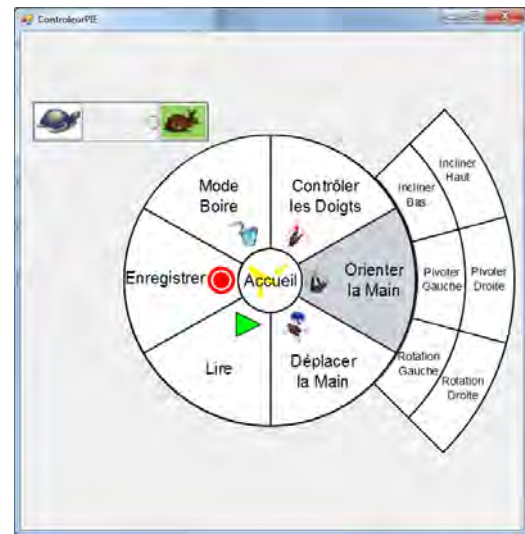 ControleurPIE
Mode
Boire
Contrôler
les Doigts
Enregistrer
Accueil
Orienter
la Main
Lire
Déplacer
la Main
Incliner
Bas
Incliner
Haut
Pivoter
Gauche
Pivoter
Droite
Rotation
Gauche
Rotation
Droite